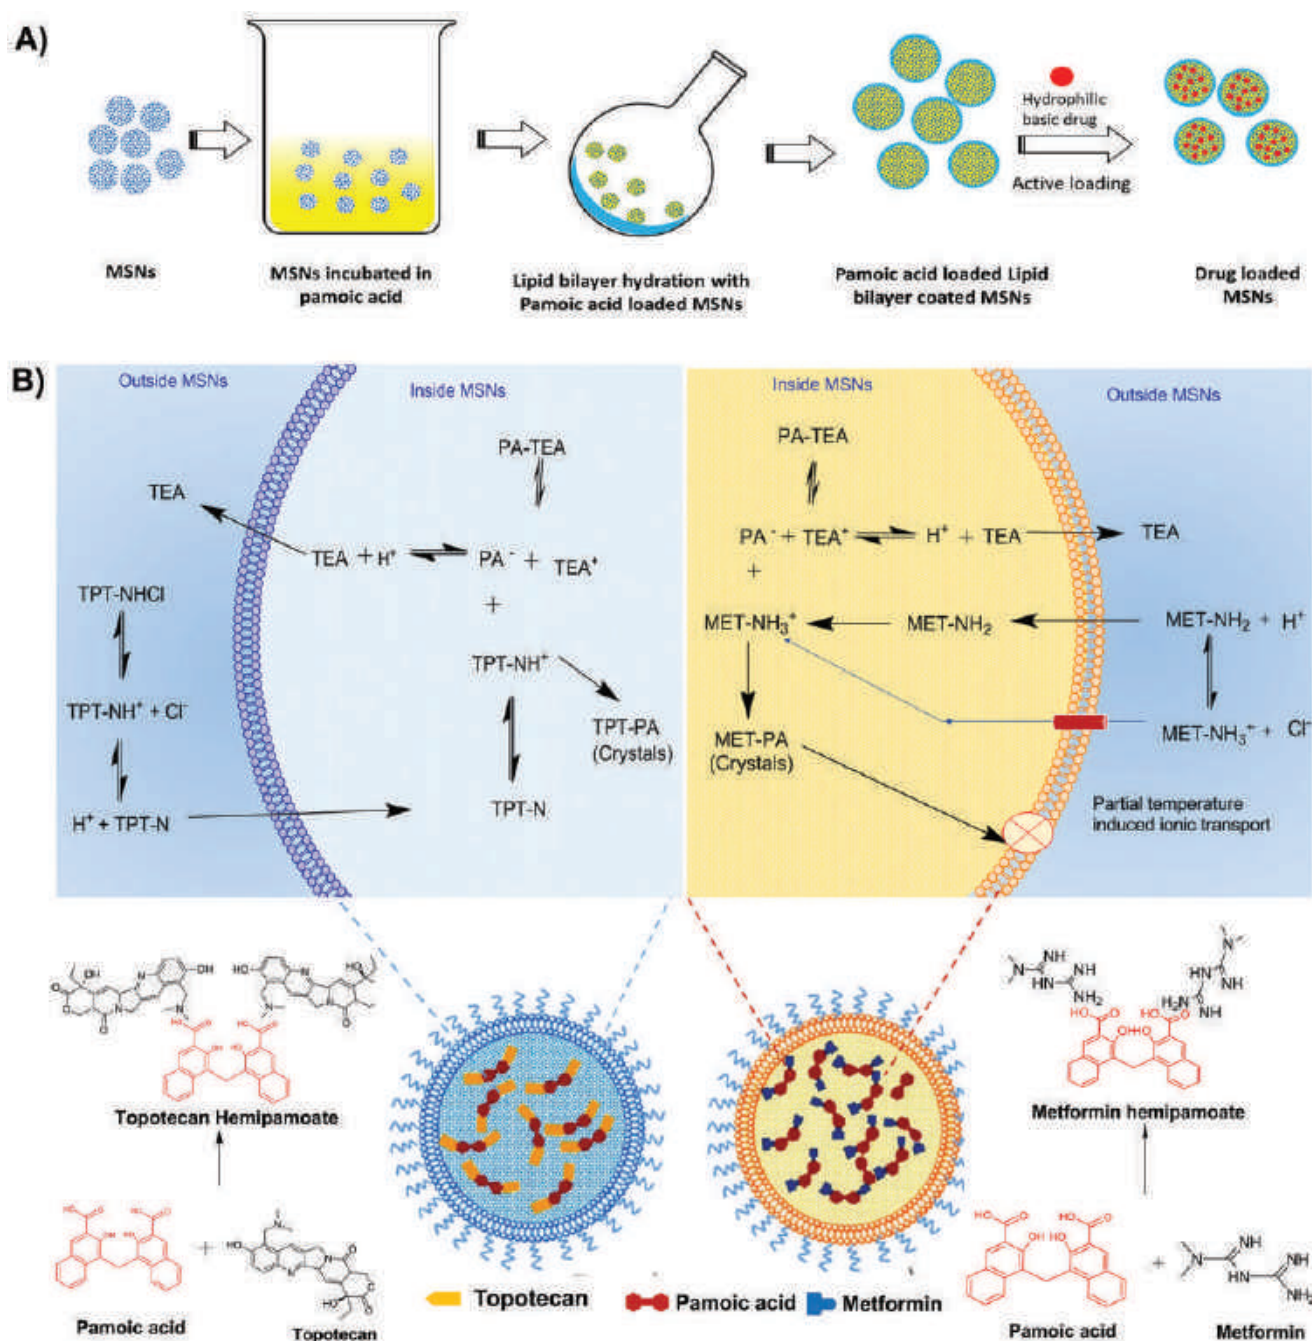 A)
Hydrophilic
basic drug
Active loading
MSNs
MSNs incubated in
pamoic acid
Lipid bilayer hydration with
Pamoic acid loaded MSNs
Pamoic acid loaded Lipid
bilayer coated MSNs
Drug loaded
MSNs
B)
Outside MSNs
Inside MSNs
PA-TEA
TEA
TEA + H⁺
PA⁻ + TEA⁺
+
TPT-NHCl
TPT-NH⁺
TPT-NH⁺ + Cl⁻
TPT-PA
(Crystals)
H⁺ + TPT-N
TPT-N
Inside MSNs
Outside MSNs
PA-TEA
PA⁻ + TEA⁺
H⁺ + TEA
TEA
+
MET-NH₃⁺
MET-NH₂
MET-NH₂ + H⁺
MET-NH₃⁺ + Cl⁻
MET-PA
(Crystals)
Partial temperature
induced ionic transport
Topotecan Hemipamoate
Metformin hemipamoate
+
+
Pamoic acid
Topotecan
Topotecan
Pamoic acid
Metformin
Pamoic acid
Metformin